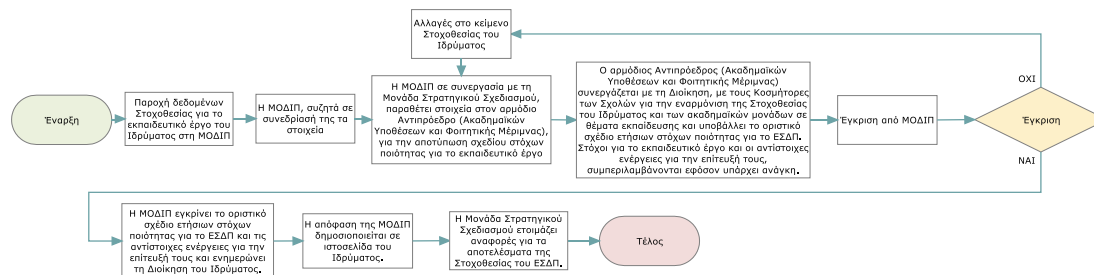 Έναρξη
Παροχή δεδομένων
Στοχοθεσίας για το
εκπαιδευτικό έργο του
Ιδρύματος στη ΜΟΔΙΠ
Η ΜΟΔΙΠ, συζητά σε
συνεδρίασή της τα
στοιχεία
Αλλαγές στο κείμενο
Στοχοθεσίας του
Ιδρύματος
Η ΜΟΔΙΠ σε συνεργασία με τη
Μονάδα Στρατηγικού Σχεδιασμού,
παραθέτει στοιχεία στον αρμόδιο
Αντιπρόεδρο (Ακαδημαϊκών
Υποθέσεων και Φοιτητικής Μέριμνας),
για την αποτύπωση σχεδίου στόχων
ποιότητας για το εκπαιδευτικό έργο
Ο αρμόδιος Αντιπρόεδρος (Ακαδημαϊκών
Υποθέσεων και Φοιτητικής Μέριμνας)
συνεργάζεται με τη Διοίκηση, με τους Κοσμήτορες
των Σχολών για την εναρμόνιση της Στοχοθεσίας
του Ιδρύματος και των ακαδημαϊκών μονάδων σε
θέματα εκπαίδευσης και υποβάλλει το οριστικό
σχέδιο ετήσιων στόχων ποιότητας για το ΕΣΔΠ.
Στόχοι για το εκπαιδευτικό έργο και οι αντίστοιχες
ενέργειες για την επίτευξή τους,
συμπεριλαμβάνονται εφόσον υπάρχει ανάγκη.
Έγκριση από ΜΟΔΙΠ
Έγκριση
ΟΧΙ
ΝΑΙ
Η ΜΟΔΙΠ εγκρίνει το οριστικό
σχέδιο ετήσιων στόχων
ποιότητας για το ΕΣΔΠ και τις
αντίστοιχες ενέργειες για την
επίτευξή τους και ενημερώνει
τη Διοίκηση του Ιδρύματος.
Η απόφαση της ΜΟΔΙΠ
δημοσιοποιείται σε
ιστοσελίδα του
Ιδρύματος.
Η Μονάδα Στρατηγικού
Σχεδιασμού ετοιμάζει
αναφορές για τα
αποτελέσματα της
Στοχοθεσίας του ΕΣΔΠ.
Τέλος